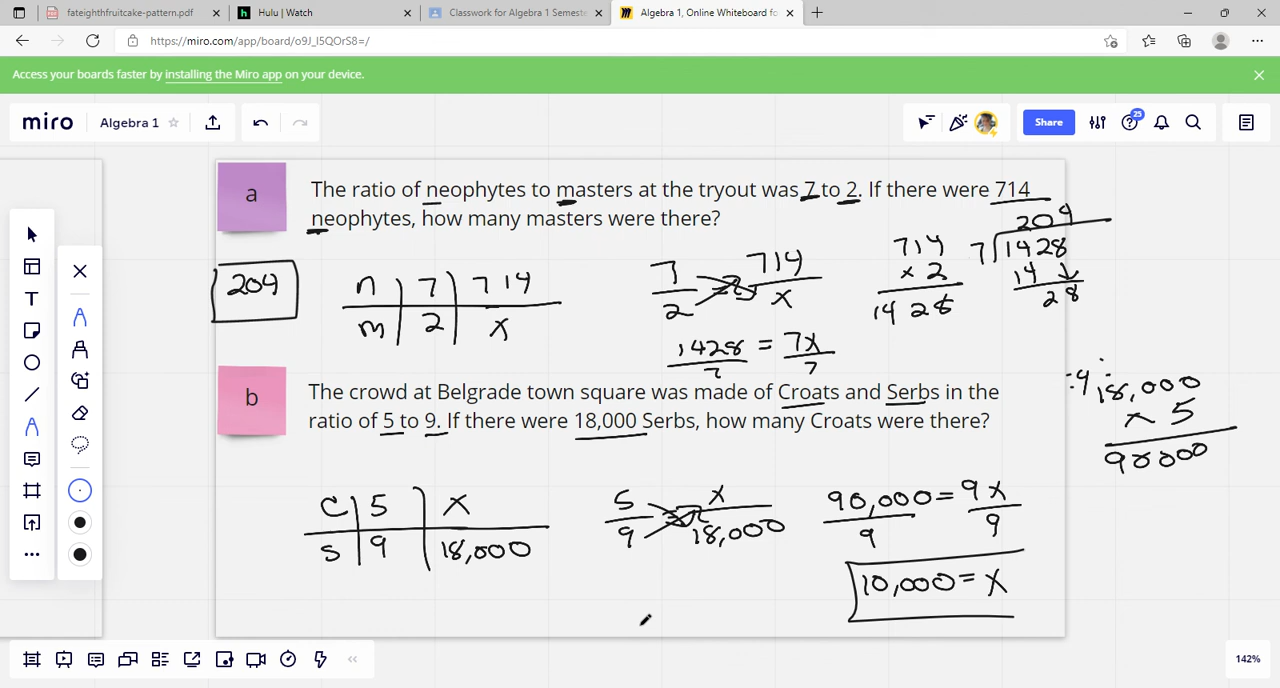 fateighthfruitcake-pattern.pdf
Hulu | Watch
Classwork for Algebra 1 Semeste
Algebra 1, Online Whiteboard fo
https://miro.com/app/board/o9J_l5QOrS8=/
Access your boards faster by installing the Miro app on your device.
miro
Algebra 1
Share
25
a
The ratio of neophytes to masters at the tryout was 7 to 2. If there were 714
neophytes, how many masters were there?
204
n 7 714
m 2 x
7/2 = 714/x
1428/7 = 7x/7
714
x 2
1428
204
7 1428
14
28
b
The crowd at Belgrade town square was made of Croats and Serbs in the
ratio of 5 to 9. If there were 18,000 Serbs, how many Croats were there?
18,000
x 5
90000
C 5 x
S 9 18,000
5/9 = x/18,000
90,000/9 = 9x/9
10,000 = x
142%